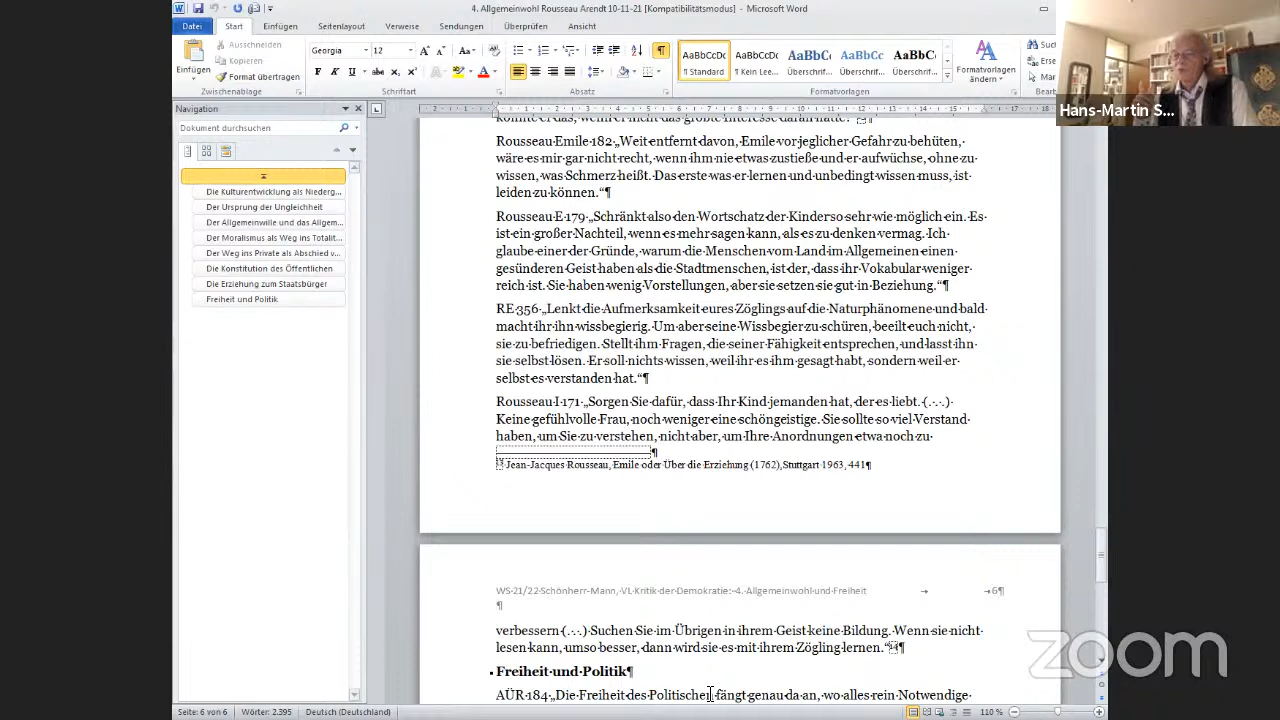 4. Allgemeinwohl Rousseau Arendt 10-11-21 [Kompatibilitätsmodus] - Microsoft Word
Datei Start Einfügen Seitenlayout Verweise Sendungen Überprüfen Ansicht
Einfügen
Ausschneiden
Kopieren
Format übertragen
Zwischenablage
Georgia 12
Schriftart
Absatz
AaBbCcDc AaBbCcDc AaBbC AaBbCc AaBbC
¶ Standard ¶ Kein Lee... Überschrif... Überschrif... Überschrif...
Formatvorlagen
Formatvorlagen ändern
Hans-Martin S...
Navigation
Dokument durchsuchen
Die Kulturentwicklung als Niederg...
Der Ursprung der Ungleichheit
Der Allgemeinwille und das Allgem...
Der Moralismus als Weg ins Totalit...
Der Weg ins Private als Abschied v...
Die Konstitution des Öffentlichen
Die Erziehung zum Staatsbürger
Freiheit und Politik
Rousseau Emile 182 „Weit entfernt davon, Emile vor jeglicher Gefahr zu behüten,
wäre es mir gar nicht recht, wenn ihm nie etwas zustieße und er aufwüchse, ohne zu
wissen, was Schmerz heißt. Das erste was er lernen und unbedingt wissen muss, ist
leiden zu können.“¶
Rousseau E 179 „Schränkt also den Wortschatz der Kinder so sehr wie möglich ein. Es
ist ein großer Nachteil, wenn es mehr sagen kann, als es zu denken vermag. Ich
glaube einer der Gründe, warum die Menschen vom Land im Allgemeinen einen
gesünderen Geist haben als die Stadtmenschen, ist der, dass ihr Vokabular weniger
reich ist. Sie haben wenig Vorstellungen, aber sie setzen sie gut in Beziehung.“¶
RE 356 „Lenkt die Aufmerksamkeit eures Zöglings auf die Naturphänomene und bald
macht ihr ihn wissbegierig. Um aber seine Wissbegier zu schüren, beeilt euch nicht,
sie zu befriedigen. Stellt ihm Fragen, die seiner Fähigkeit entsprechen, und lasst ihn
sie selbst lösen. Er soll nichts wissen, weil ihr es ihm gesagt habt, sondern weil er
selbst es verstanden hat.“¶
Rousseau I 171 „Sorgen Sie dafür, dass Ihr Kind jemanden hat, der es liebt. (. . .)
Keine gefühlvolle Frau, noch weniger eine schöngeistige. Sie sollte so viel Verstand
haben, um Sie zu verstehen, nicht aber, um Ihre Anordnungen etwa noch zu
Jean-Jacques Rousseau, Emile oder Über die Erziehung (1762), Stuttgart 1963, 441¶
WS 21/22 Schönherr-Mann, VL Kritik der Demokratie: 4. Allgemeinwohl und Freiheit → → 6¶
¶
verbessern (. . .) Suchen Sie im Übrigen in ihrem Geist keine Bildung. Wenn sie nicht
lesen kann, umso besser, dann wird sie es mit ihrem Zögling lernen.“¶
Freiheit und Politik¶
AÜR 184 „Die Freiheit des Politischen fängt genau da an, wo alles rein Notwendige
zoom
Seite: 6 von 6 Wörter: 2.395 Deutsch (Deutschland) 110 %